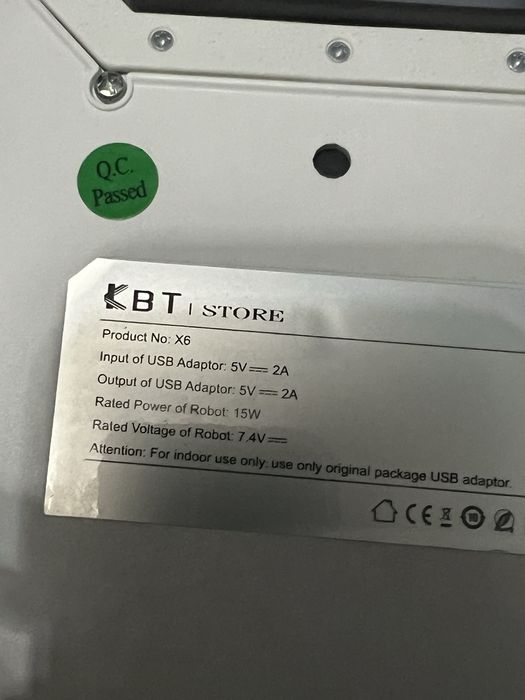 Q.C.
Passed
KBT | STORE
Product No: X6
Input of USB Adaptor: 5V⎓2A
Output of USB Adaptor: 5V⎓2A
Rated Power of Robot: 15W
Rated Voltage of Robot: 7.4V⎓
Attention: For indoor use only: use only original package USB adaptor.
CE